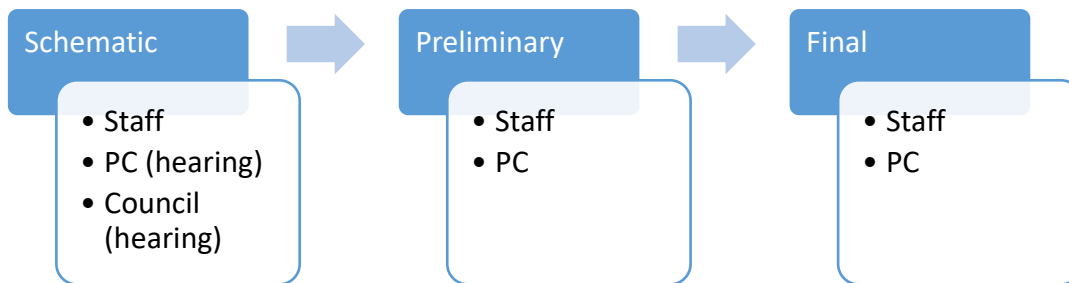 Schematic
• Staff
• PC (hearing)
• Council
(hearing)
Preliminary
• Staff
• PC
Final
• Staff
• PC